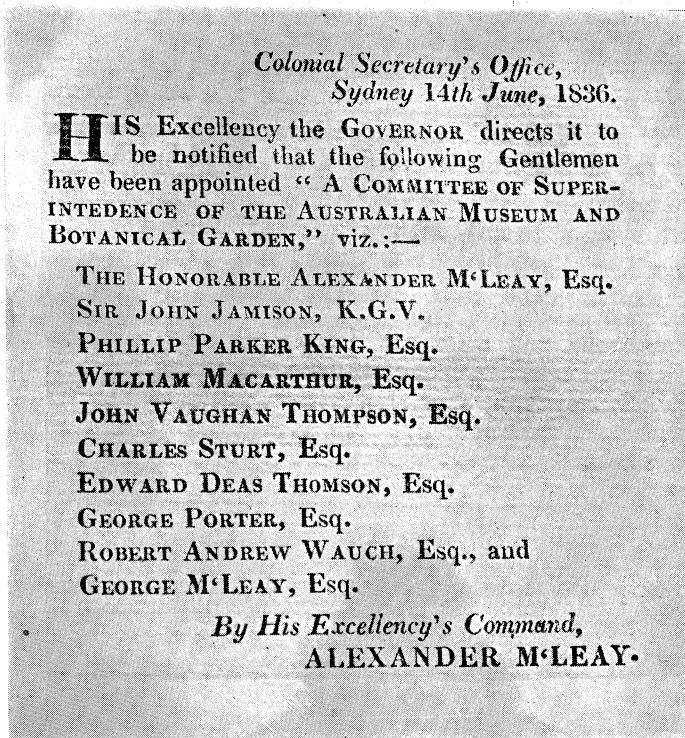 Colonial Secretary's Office,
Sydney 14th June, 1836.
HIS Excellency the GOVERNOR directs it to
be notified that the following Gentlemen
have been appointed “ A COMMITTEE OF SUPER-
INTEDENCE OF THE AUSTRALIAN MUSEUM AND
BOTANICAL GARDEN,” viz.:—
THE HONORABLE ALEXANDER M‘LEAY, Esq.
SIR JOHN JAMISON, K.G.V.
PHILLIP PARKER KING, Esq.
WILLIAM MACARTHUR, Esq.
JOHN VAUGHAN THOMPSON, Esq.
CHARLES STURT, Esq.
EDWARD DEAS THOMSON, Esq.
GEORGE PORTER, Esq.
ROBERT ANDREW WAUCH, Esq., and
GEORGE M‘LEAY, Esq.
By His Excellency's Command,
ALEXANDER M‘LEAY.